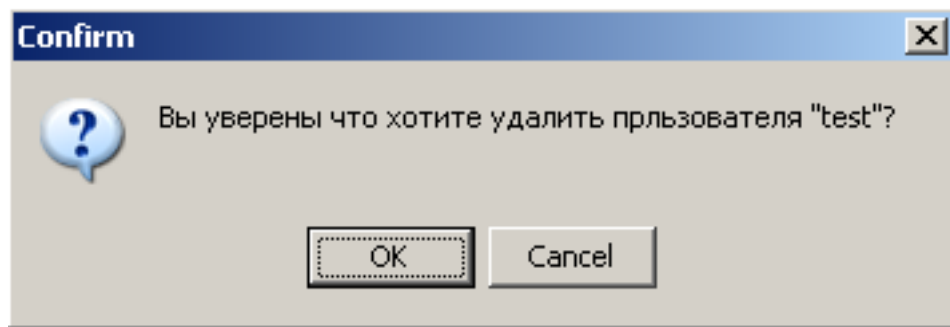 Confirm
Вы уверены что хотите удалить прльзователя "test"?
OK
Cancel